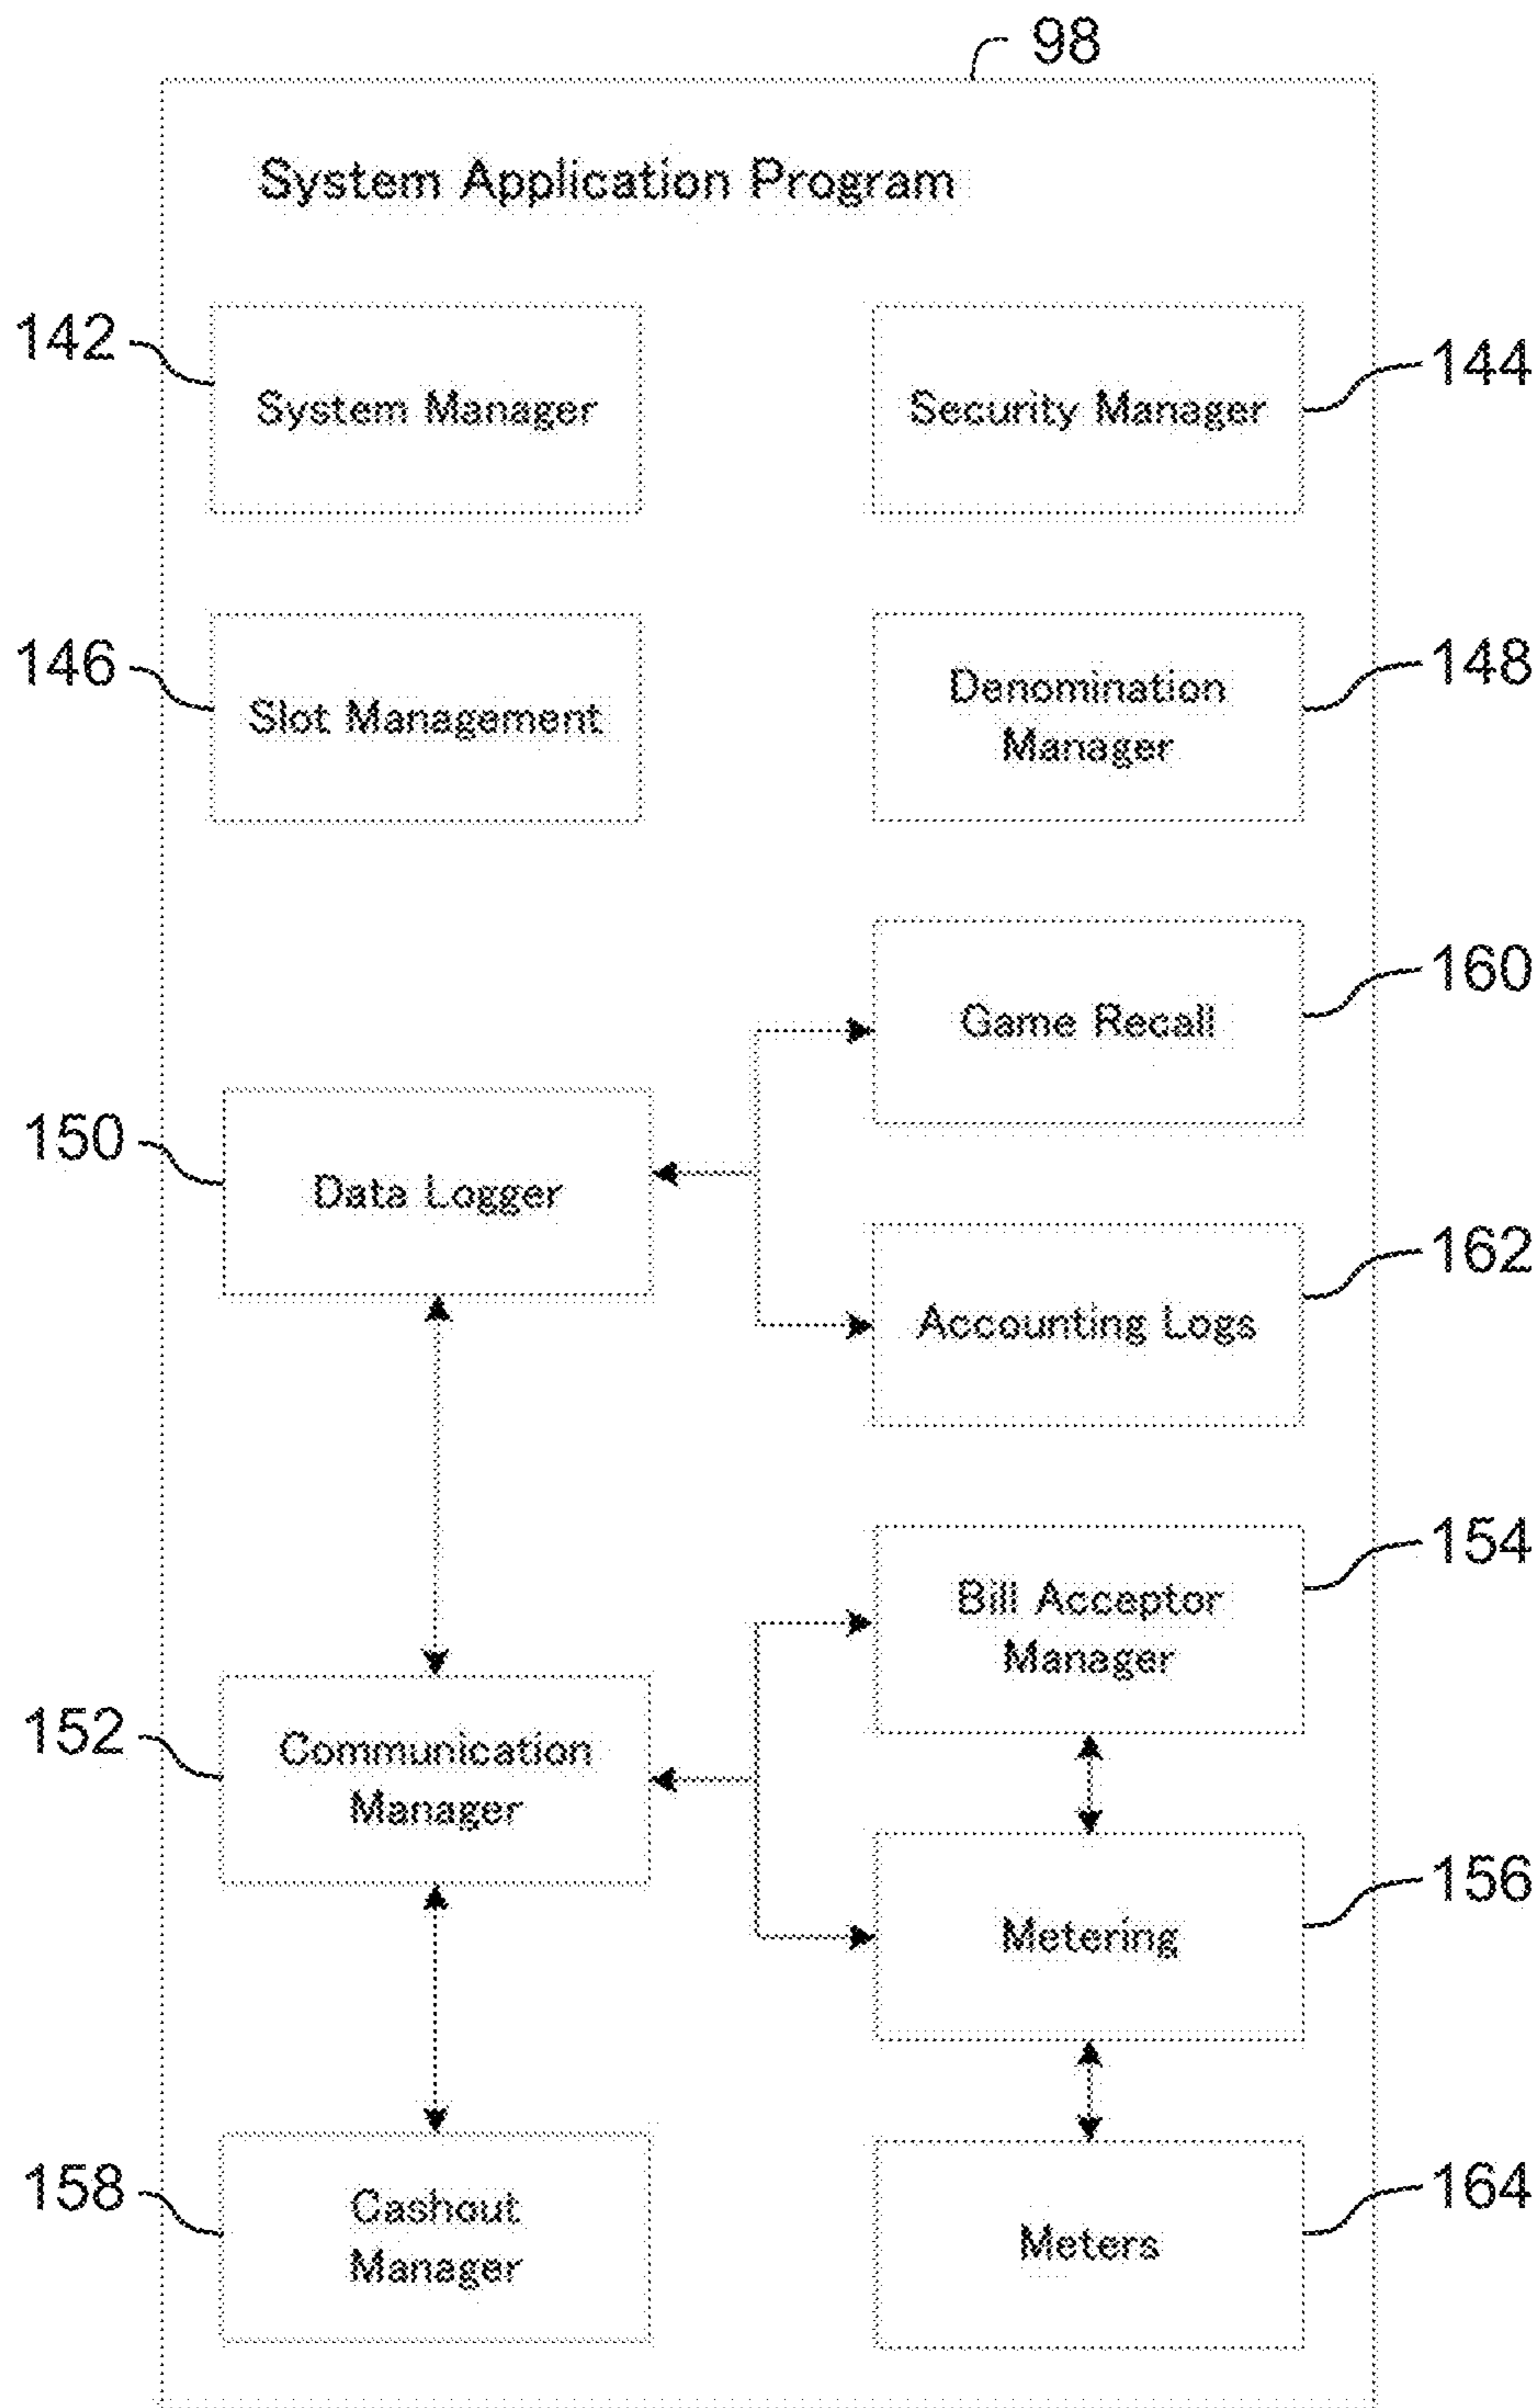 98
System Application Program
142
System Manager
Security Manager
144
146
Slot Management
Denomination
Manager
148
Game Recall
160
150
Data Logger
Accounting Logs
162
Bill Acceptor
Manager
154
152
Communication
Manager
Metering
156
158
Cashout
Manager
Meters
164